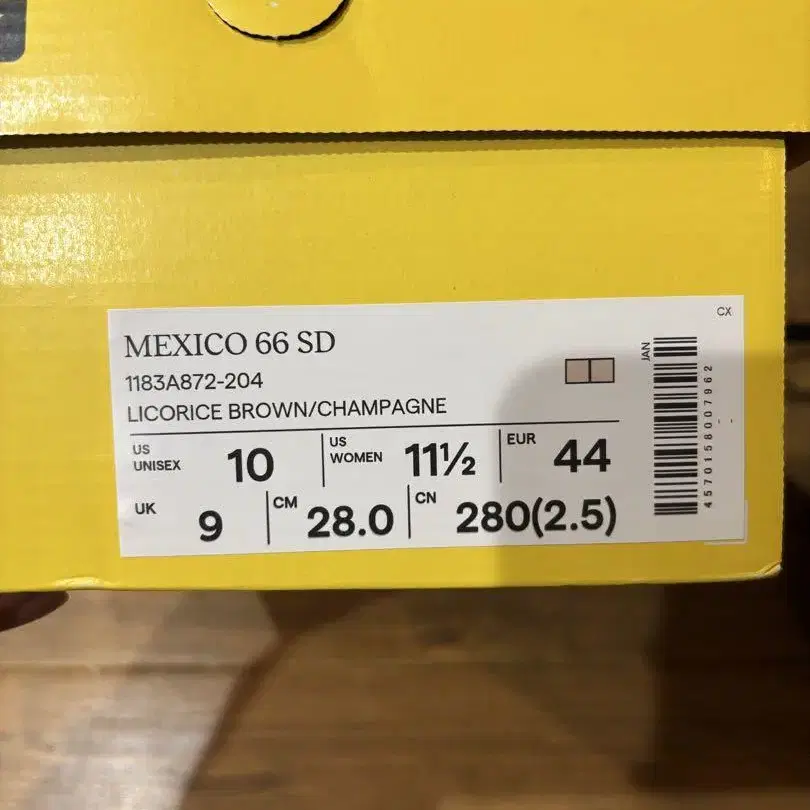 CX
MEXICO 66 SD
1183A872-204
LICORICE BROWN/CHAMPAGNE
JAN
4570158007962
US UNISEX 10 US WOMEN 11½ EUR 44
UK 9 CM 28.0 CN 280(2.5)